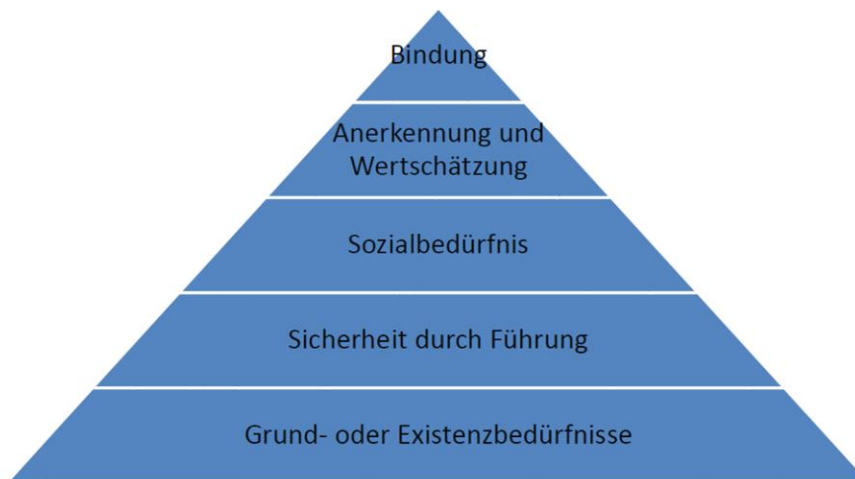 Bindung
Anerkennung und
Wertschätzung
Sozialbedürfnis
Sicherheit durch Führung
Grund- oder Existenzbedürfnisse